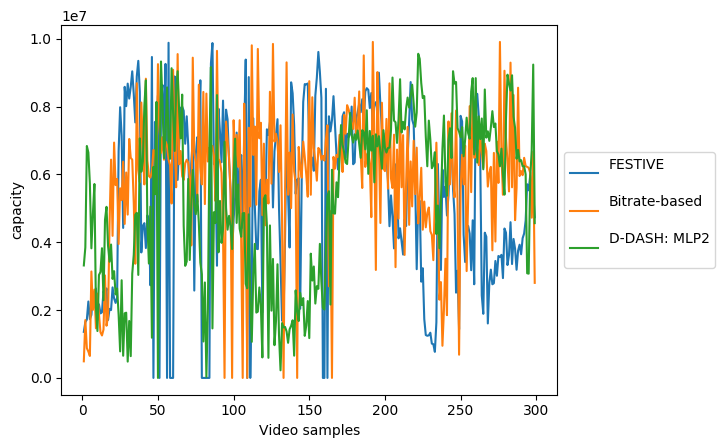 1e7
1.0
0.8
0.6
0.4
0.2
0.0
capacity
0 50 100 150 200 250 300
Video samples
FESTIVE
Bitrate-based
D-DASH: MLP2